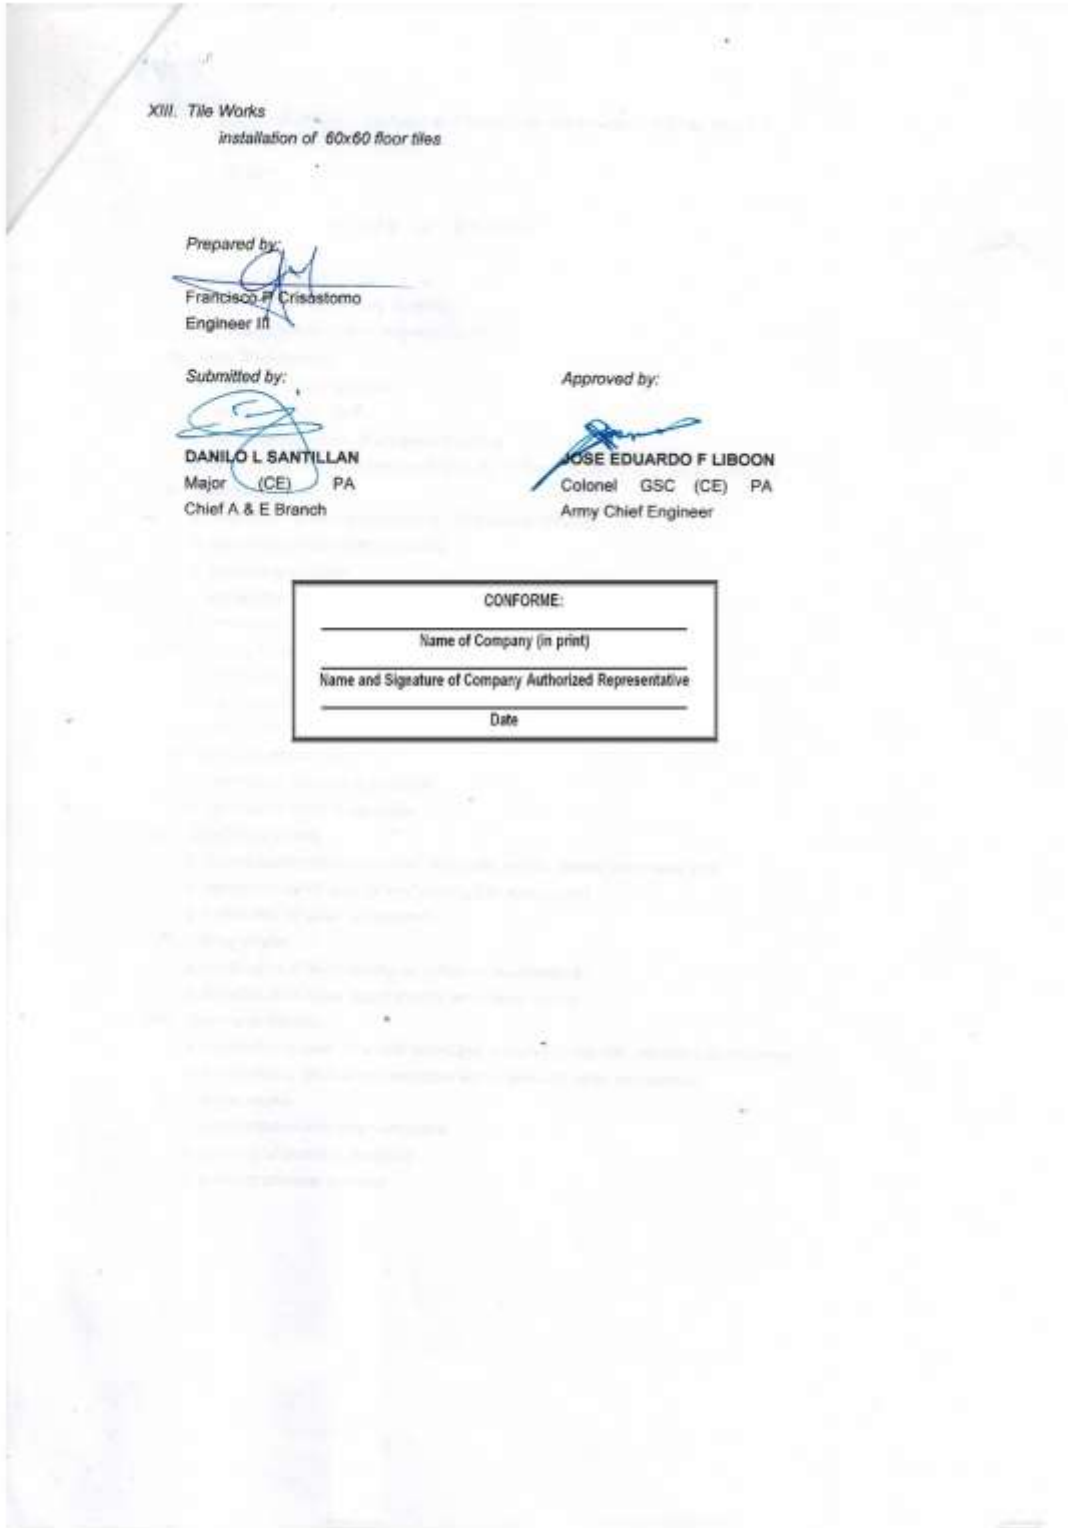 XIII. Tile Works
installation of 60x60 floor tiles
Prepared by:
Francisco P Crisostomo
Engineer III
Submitted by:
DANILO L SANTILLAN
Major (CE) PA
Chief A & E Branch
Approved by:
JOSE EDUARDO F LIBOON
Colonel GSC (CE) PA
Army Chief Engineer
CONFORME:
Name of Company (in print)
Name and Signature of Company Authorized Representative
Date